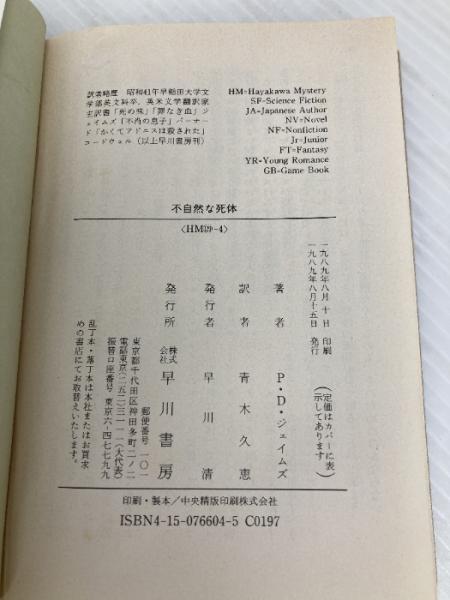 訳者略歴 昭和41年早稲田大学文
学部英文科卒，英米文学翻訳家
主訳書「死の味」「罪なき血」ジ
ェイムズ「不肖の息子」バーナー
ド「かくてアドニスは殺された」
コードウェル（以上早川書房刊）
HM=Hayakawa Mystery
SF=Science Fiction
JA=Japanese Author
NV=Novel
NF=Nonfiction
Jr=Junior
FT=Fantasy
YR=Young Romance
GB=Game Book
不自然な死体
〈HM129-4〉
一九八九年八月十日 印刷
一九八九年八月十五日 発行
（定価はカバーに表
示してあります）
著者 P・D・ジェイムズ
訳者 青木久恵
発行者 早川清
発行所 株式会社 早川書房
郵便番号 一〇一
東京都千代田区神田多町二ノ二
電話東京（二五二）三一一一（大代表）
振替口座番号 東京六‐四七七九九
乱丁本・落丁本は本社またはお買求
めの書店にてお取替えいたします。
印刷・製本／中央精版印刷株式会社
ISBN4-15-076604-5 C0197